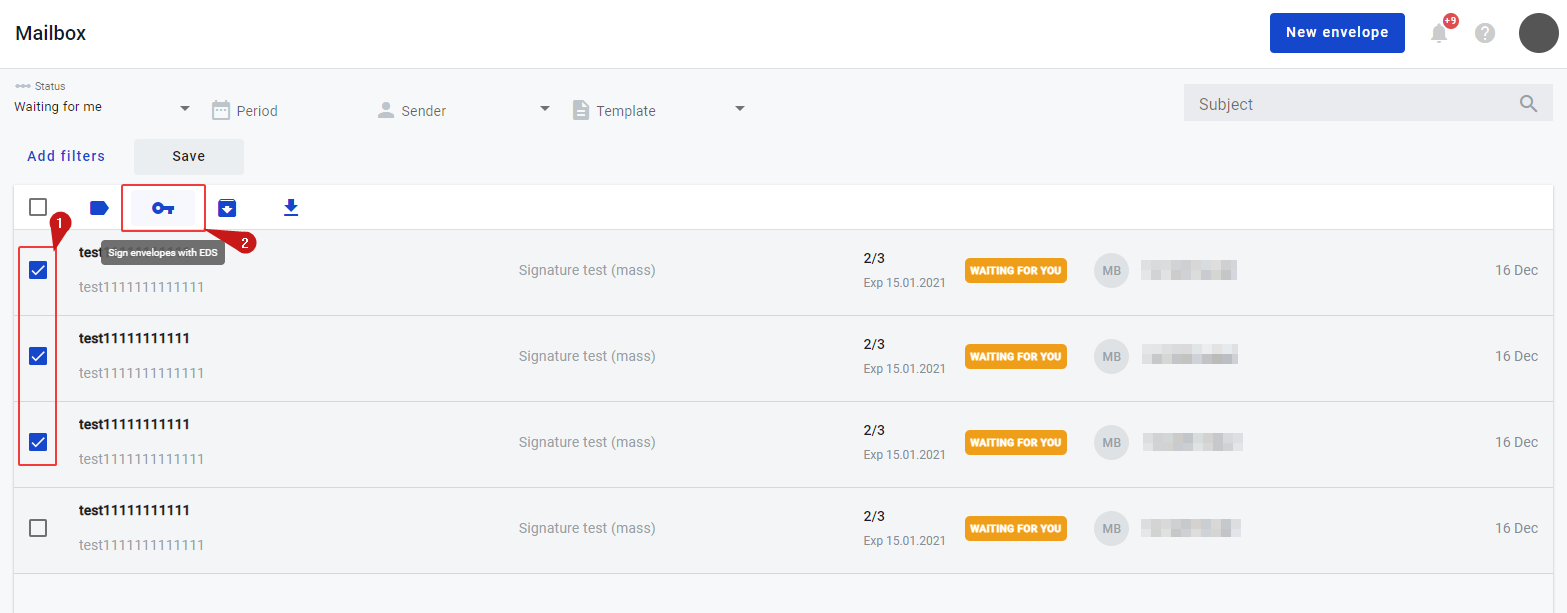 Mailbox
New envelope
+9
Status
Waiting for me
Period
Sender
Template
Subject
Add filters
Save
1
2
Sign envelopes with EDS
test
test1111111111111
Signature test (mass)
2/3
Exp 15.01.2021
WAITING FOR YOU
MB
16 Dec
test11111111111
test1111111111111
Signature test (mass)
2/3
Exp 15.01.2021
WAITING FOR YOU
MB
16 Dec
test11111111111
test1111111111111
Signature test (mass)
2/3
Exp 15.01.2021
WAITING FOR YOU
MB
16 Dec
test11111111111
test1111111111111
Signature test (mass)
2/3
Exp 15.01.2021
WAITING FOR YOU
MB
16 Dec